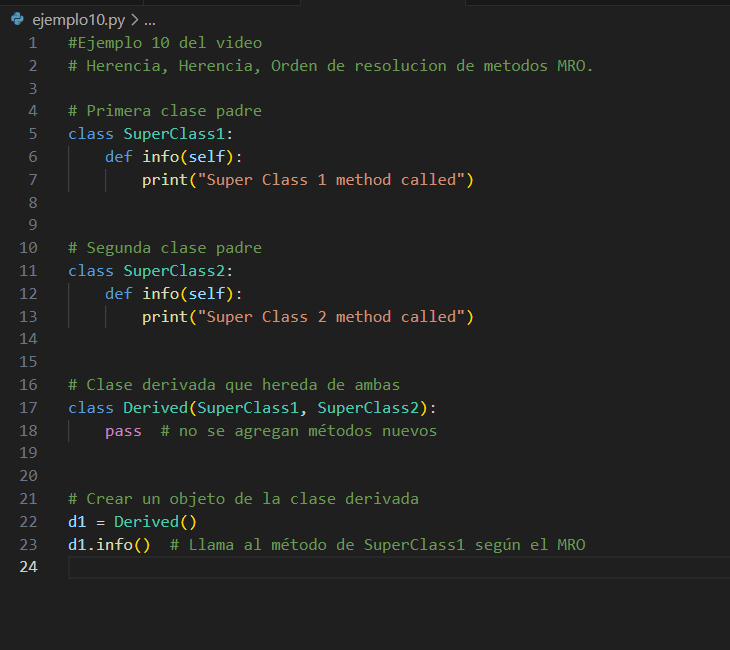 ejemplo10.py > ...
1 #Ejemplo 10 del video
2 # Herencia, Herencia, Orden de resolucion de metodos MRO.
3
4 # Primera clase padre
5 class SuperClass1:
6     def info(self):
7         print("Super Class 1 method called")
8
9
10 # Segunda clase padre
11 class SuperClass2:
12     def info(self):
13         print("Super Class 2 method called")
14
15
16 # Clase derivada que hereda de ambas
17 class Derived(SuperClass1, SuperClass2):
18     pass  # no se agregan métodos nuevos
19
20
21 # Crear un objeto de la clase derivada
22 d1 = Derived()
23 d1.info()  # Llama al método de SuperClass1 según el MRO
24